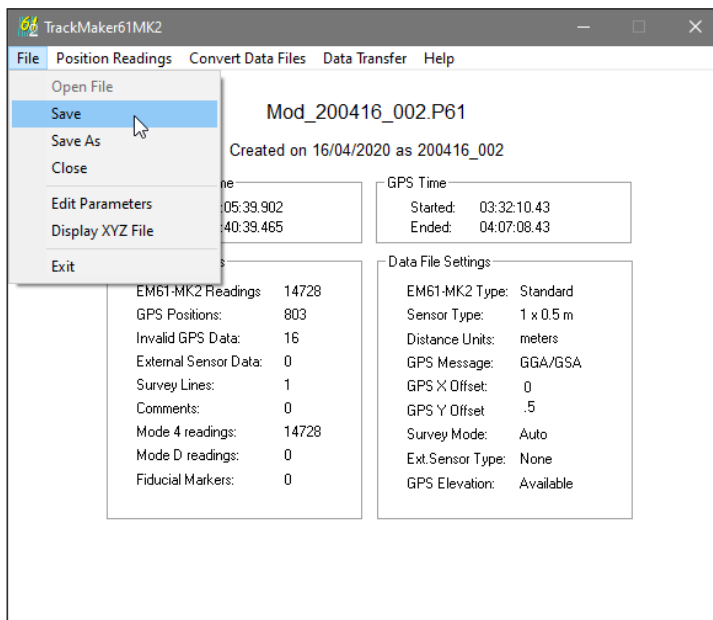 TrackMaker61MK2
File Position Readings Convert Data Files Data Transfer Help
Open File
Save
Save As
Close
Edit Parameters
Display XYZ File
Exit
Mod_200416_002.P61
Created on 16/04/2020 as 200416_002
:05:39.902
:40:39.465
GPS Time
Started: 03:32:10.43
Ended: 04:07:08.43
EM61-MK2 Readings 14728
GPS Positions: 803
Invalid GPS Data: 16
External Sensor Data: 0
Survey Lines: 1
Comments: 0
Mode 4 readings: 14728
Mode D readings: 0
Fiducial Markers: 0
Data File Settings
EM61-MK2 Type: Standard
Sensor Type: 1 x 0.5 m
Distance Units: meters
GPS Message: GGA/GSA
GPS X Offset: 0
GPS Y Offset .5
Survey Mode: Auto
Ext.Sensor Type: None
GPS Elevation: Available